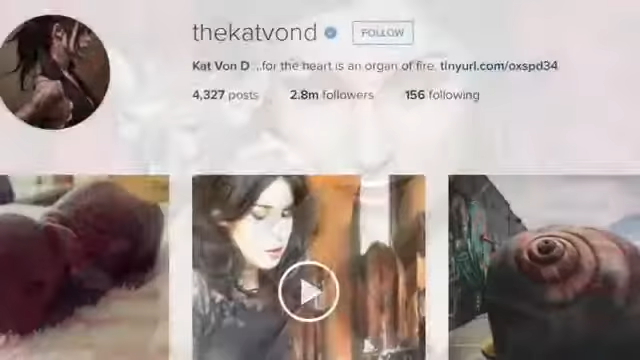 thekatvond FOLLOW
Kat Von D ...for the heart is an organ of fire. tinyurl.com/oxspd34
4,327 posts 2.8m followers 156 following